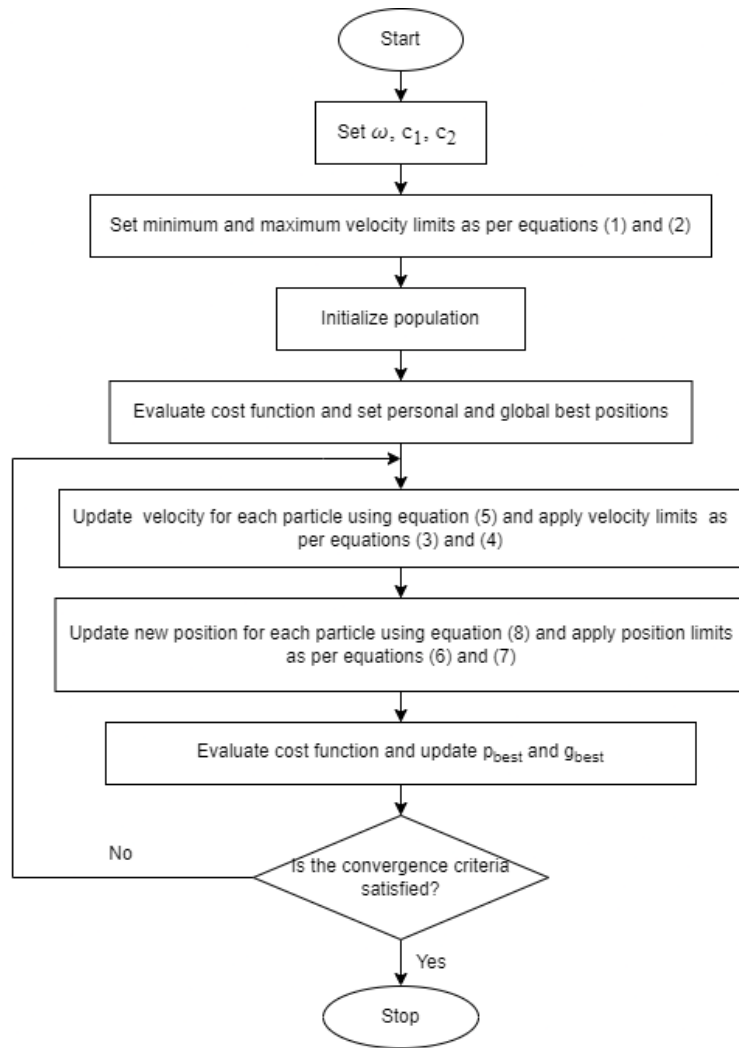 Start
Set ω, c₁, c₂
Set minimum and maximum velocity limits as per equations (1) and (2)
Initialize population
Evaluate cost function and set personal and global best positions
Update velocity for each particle using equation (5) and apply velocity limits as
per equations (3) and (4)
Update new position for each particle using equation (8) and apply position limits
as per equations (6) and (7)
Evaluate cost function and update p_best and g_best
No
Is the convergence criteria
satisfied?
Yes
Stop